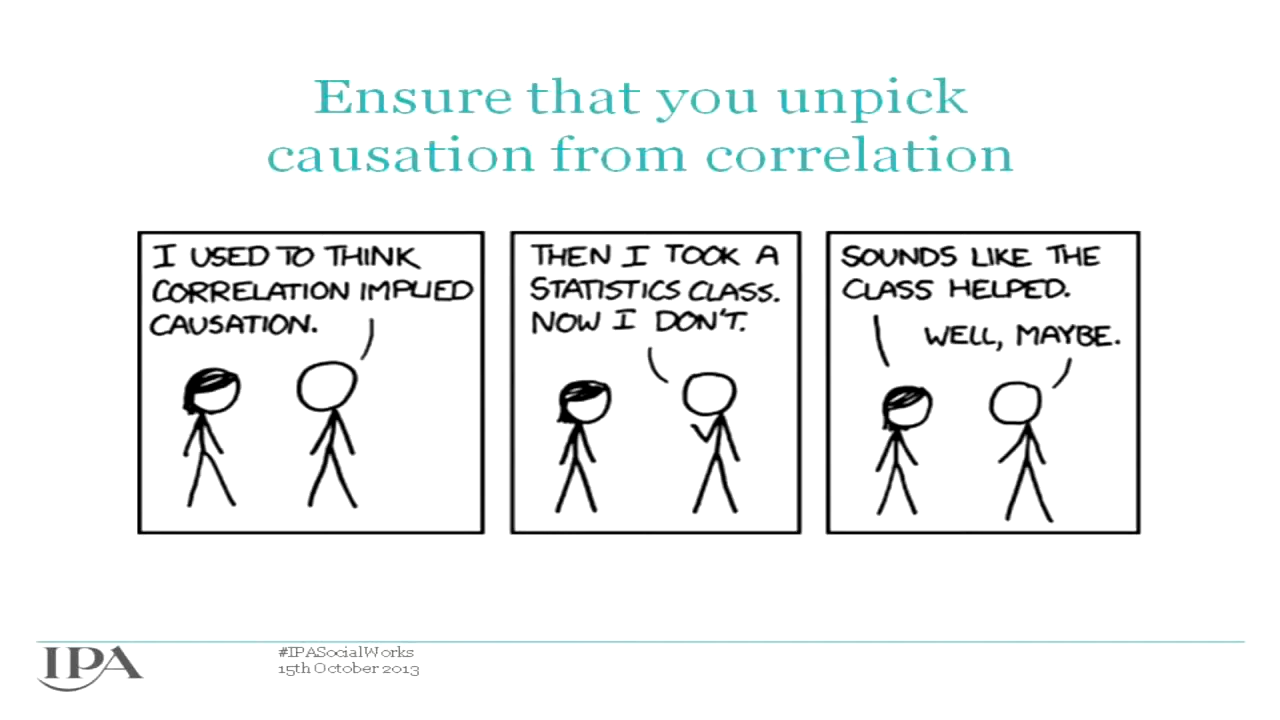 Ensure that you unpick
causation from correlation
I USED TO THINK
CORRELATION IMPLIED
CAUSATION.
THEN I TOOK A
STATISTICS CLASS.
NOW I DON'T.
SOUNDS LIKE THE
CLASS HELPED.
WELL, MAYBE.
IPA
#IPASocialWorks
15th October 2013